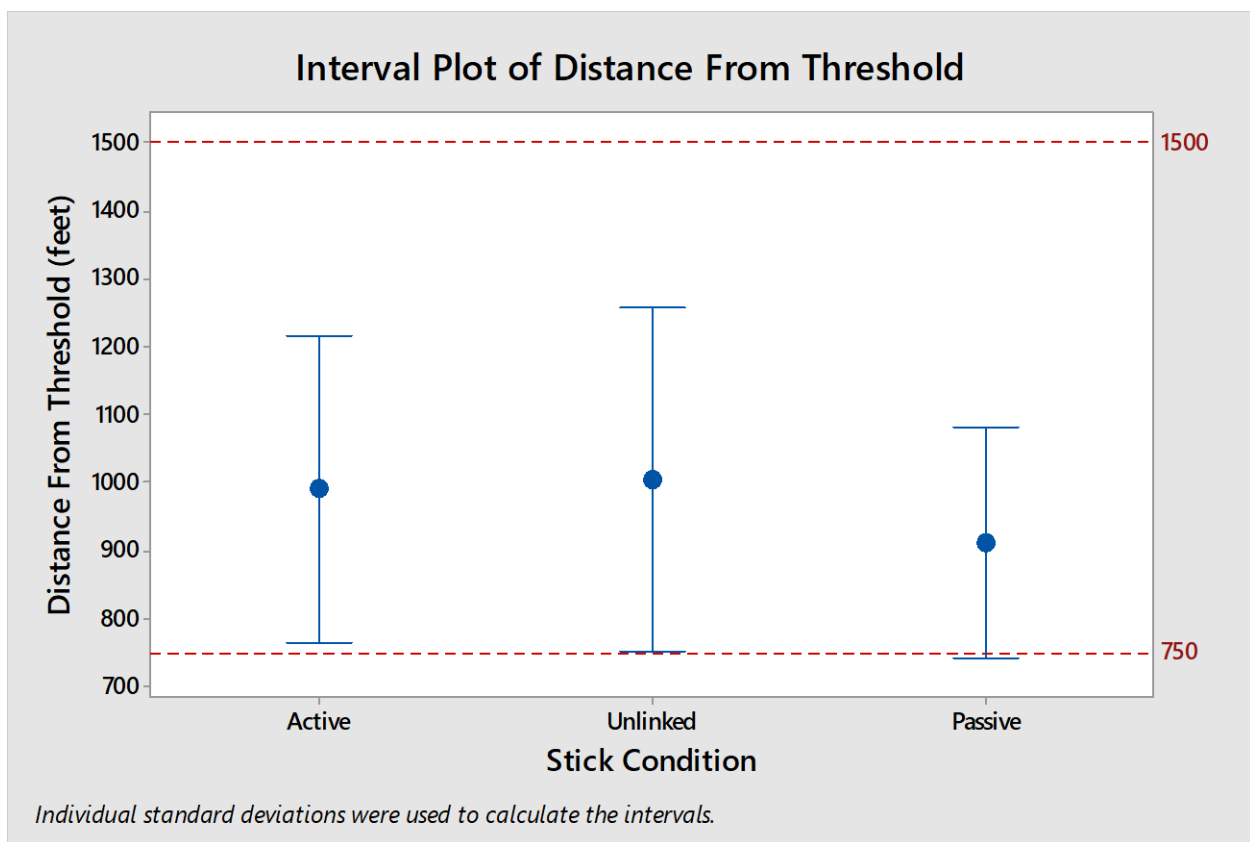 Interval Plot of Distance From Threshold
Distance From Threshold (feet)
1500
1400
1300
1200
1100
1000
900
800
700
1500
750
Active Unlinked Passive
Stick Condition
Individual standard deviations were used to calculate the intervals.